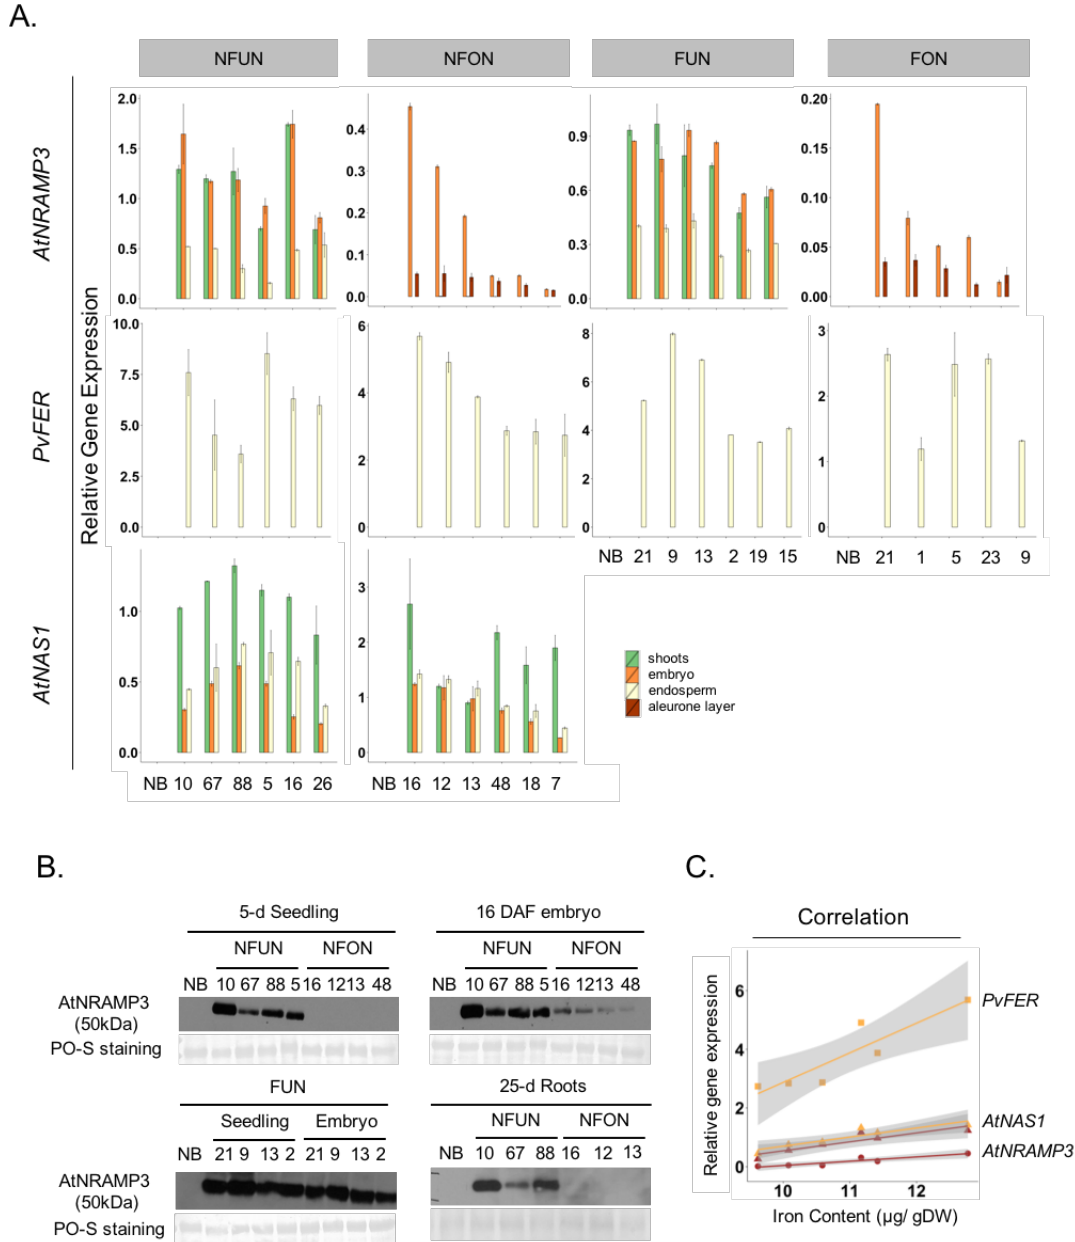 A.
NFUN NFON FUN FON
AtNRAMP3
PvFER
AtNAS1
Relative Gene Expression
2.0
1.5
1.0
0.5
0.0
0.4
0.3
0.2
0.1
0.0
0.9
0.6
0.3
0.0
0.20
0.15
0.10
0.05
0.00
10.0
7.5
5.0
2.5
0.0
6
4
2
0
8
6
4
2
0
3
2
1
0
NB 21 9 13 2 19 15
NB 21 1 5 23 9
1.0
0.5
0.0
3
2
1
0
shoots
embryo
endosperm
aleurone layer
NB 10 67 88 5 16 26
NB 16 12 13 48 18 7
B.
5-d Seedling
NFUN NFON
NB 10 67 88 5 16 12 13 48
AtNRAMP3
(50kDa)
PO-S staining
16 DAF embryo
NFUN NFON
NB 10 67 88 5 16 12 13 48
FUN
Seedling Embryo
NB 21 9 13 2 21 9 13 2
AtNRAMP3
(50kDa)
PO-S staining
25-d Roots
NFUN NFON
NB 10 67 88 16 12 13
C.
Correlation
Relative gene expression
6
4
2
0
PvFER
AtNAS1
AtNRAMP3
10 11 12
Iron Content (µg/ gDW)